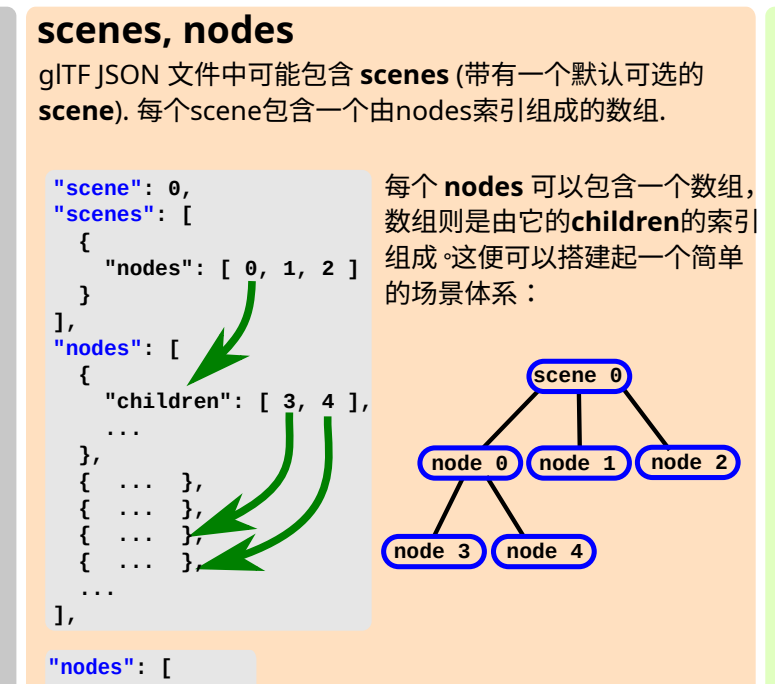 scenes, nodes
glTF JSON 文件中可能包含 scenes (带有一个默认可选的
scene). 每个scene包含一个由nodes索引组成的数组.
"scene": 0,
"scenes": [
{
"nodes": [ 0, 1, 2 ]
}
],
"nodes": [
{
"children": [ 3, 4 ],
...
},
{ ... },
{ ... },
{ ... },
{ ... },
...
],
每个 nodes 可以包含一个数组，
数组则是由它的children的索引
组成。这便可以搭建起一个简单
的场景体系：
scene 0
node 0 node 1 node 2
node 3 node 4
"nodes": [